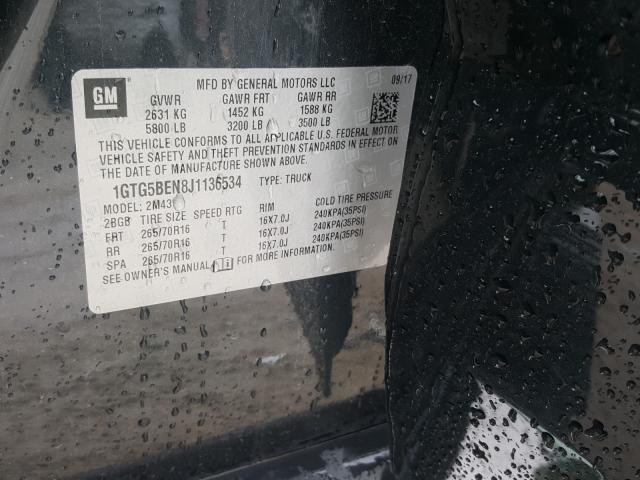 GM
MFD BY GENERAL MOTORS LLC 09/17
GVWR GAWR FRT GAWR RR
2631 KG 1452 KG 1588 KG
5800 LB 3200 LB 3500 LB
THIS VEHICLE CONFORMS TO ALL APPLICABLE U.S. FEDERAL MOTOR
VEHICLE SAFETY AND THEFT PREVENTION STANDARDS IN EFFECT ON
THE DATE OF MANUFACTURE SHOWN ABOVE.
1GTG5BEN8J1136534 TYPE: TRUCK
MODEL: 2M43
2BGB TIRE SIZE SPEED RTG RIM COLD TIRE PRESSURE
FRT 265/70R16 T 16X7.0J 240KPA(35PSI)
RR 265/70R16 T 16X7.0J 240KPA(35PSI)
SPA 265/70R16 T 16X7.0J 240KPA(35PSI)
SEE OWNER'S MANUAL FOR MORE INFORMATION.